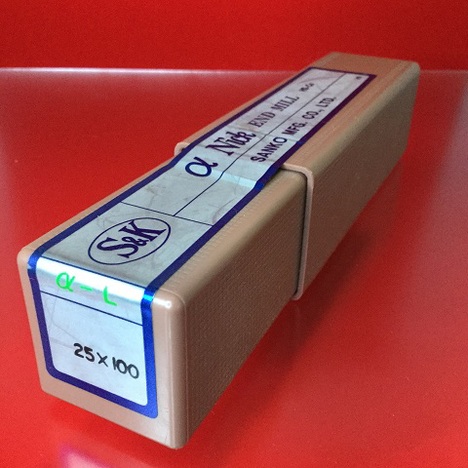 α Nick END MILL
SANKO MFG. CO., LTD.
S&K
α-L
25×100